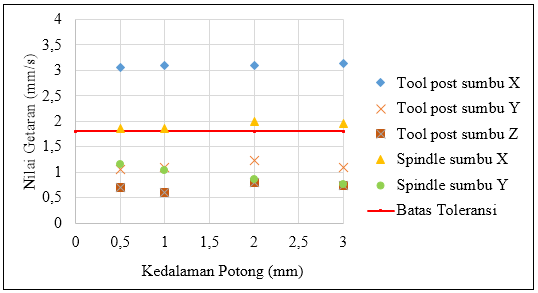 4
3,5
3
2,5
2
1,5
1
0,5
0
Nilai Getaran (mm/s)
0 0,5 1 1,5 2 2,5 3
Kedalaman Potong (mm)
Tool post sumbu X
Tool post sumbu Y
Tool post sumbu Z
Spindle sumbu X
Spindle sumbu Y
Batas Toleransi